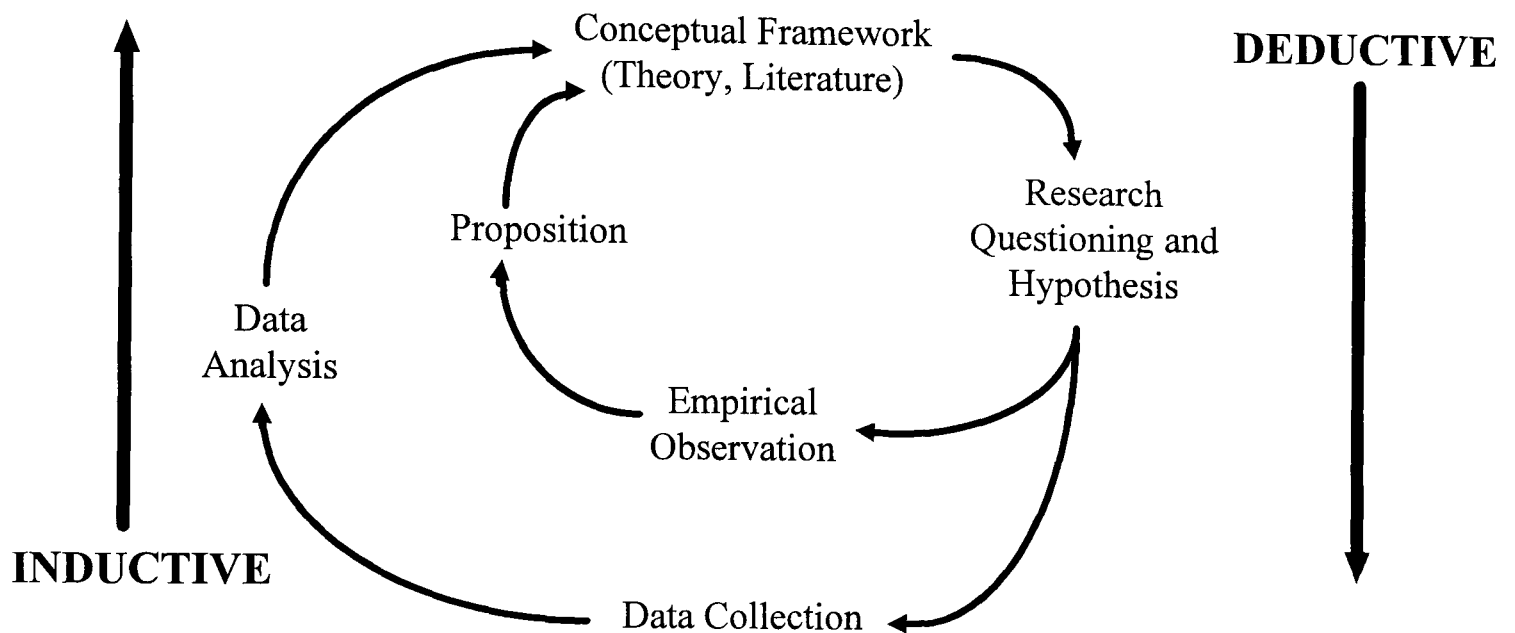 Conceptual Framework
(Theory, Literature)
DEDUCTIVE
Research
Questioning and
Hypothesis
Proposition
Data
Analysis
Empirical
Observation
INDUCTIVE
Data Collection